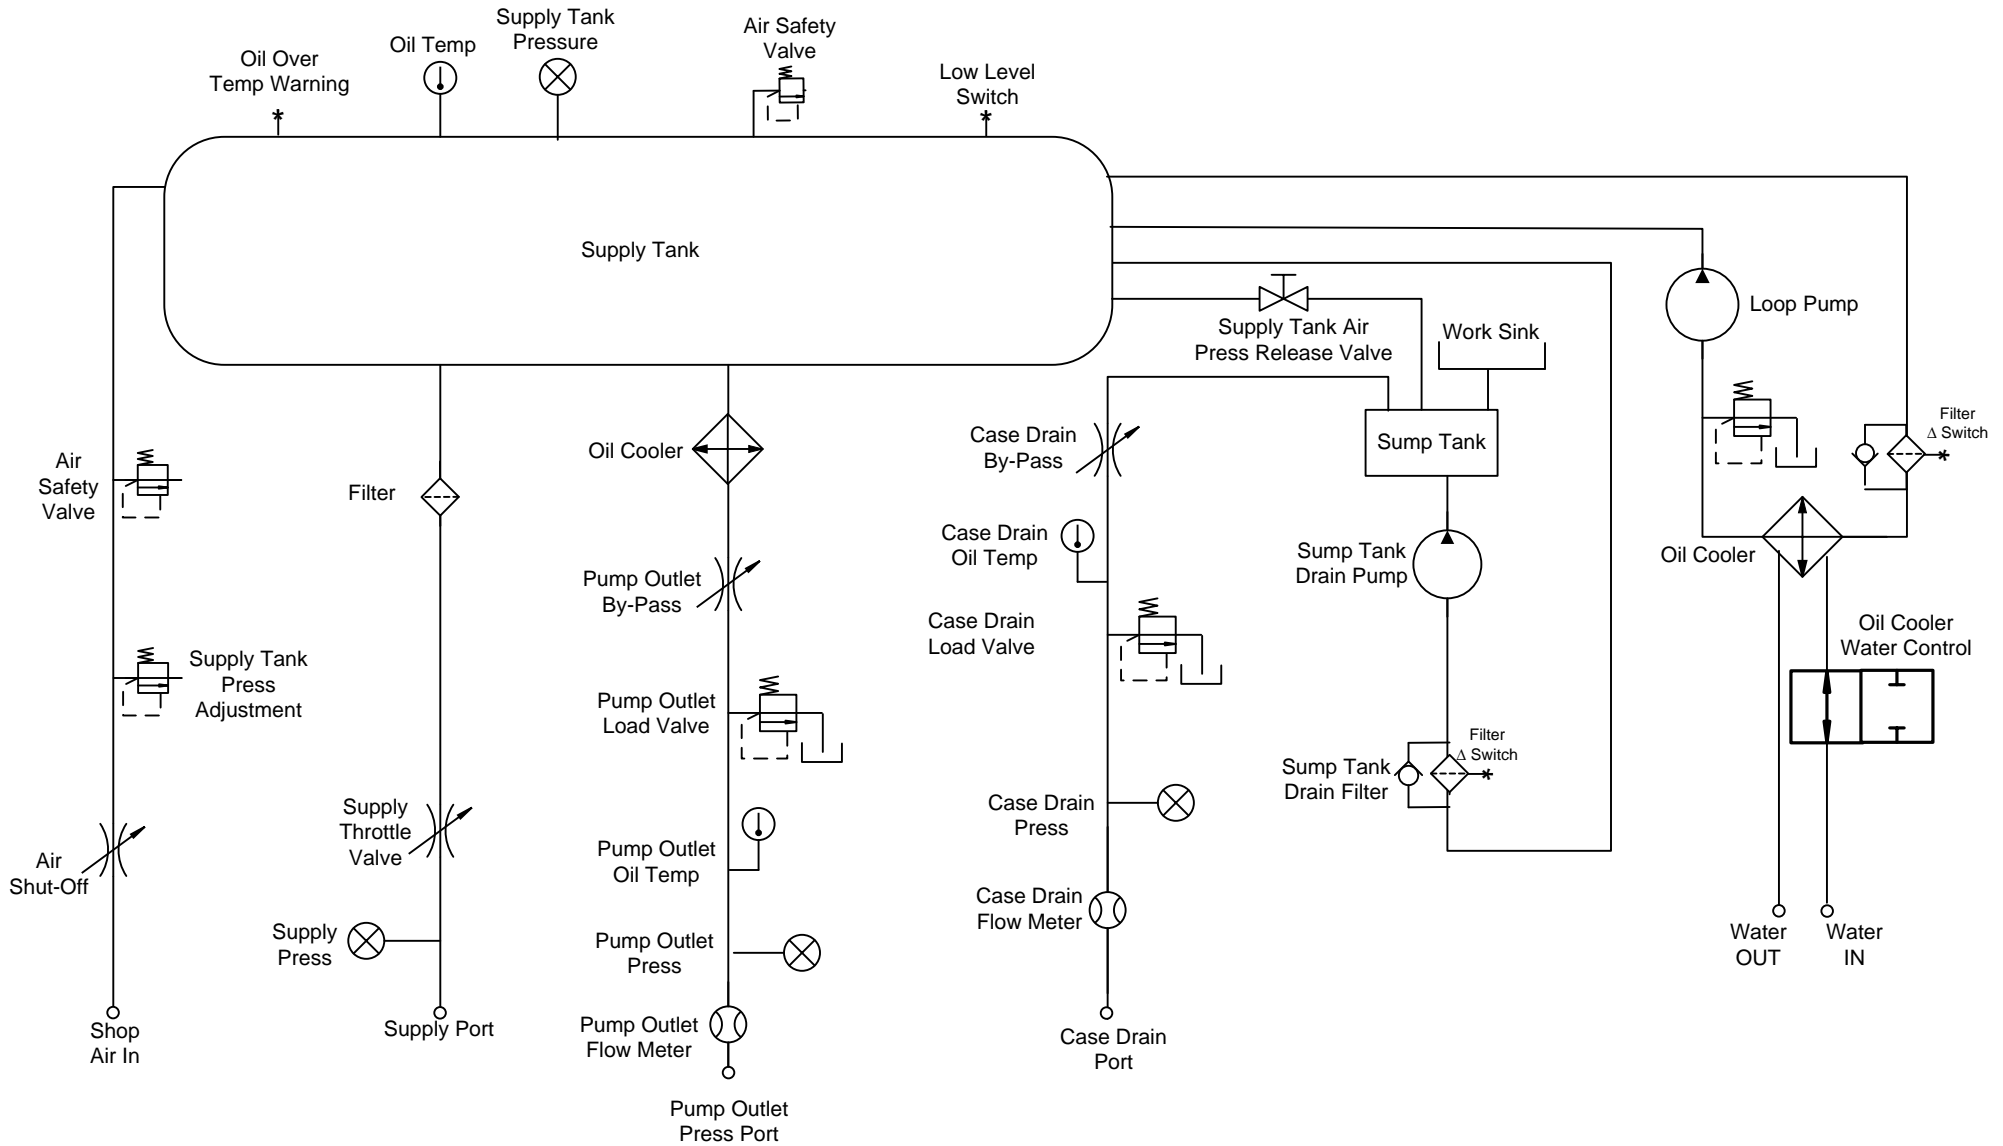 Supply Tank
Pressure
Air Safety
Valve
Oil Temp
Oil Over
Temp Warning
Low Level
Switch
*
*
Supply Tank
Loop Pump
Supply Tank Air
Press Release Valve
Work Sink
Filter
Δ Switch
*
Case Drain
By-Pass
Sump Tank
Oil Cooler
Air
Safety
Valve
Filter
Case Drain
Oil Temp
Sump Tank
Drain Pump
Oil Cooler
Pump Outlet
By-Pass
Case Drain
Load Valve
Oil Cooler
Water Control
Supply Tank
Press
Adjustment
Pump Outlet
Load Valve
Filter
Δ Switch
*
Sump Tank
Drain Filter
Supply
Throttle
Valve
Case Drain
Press
Air
Shut-Off
Pump Outlet
Oil Temp
Case Drain
Flow Meter
Supply
Press
Pump Outlet
Press
Water
OUT
Water
IN
Shop
Air In
Supply Port
Pump Outlet
Flow Meter
Case Drain
Port
Pump Outlet
Press Port